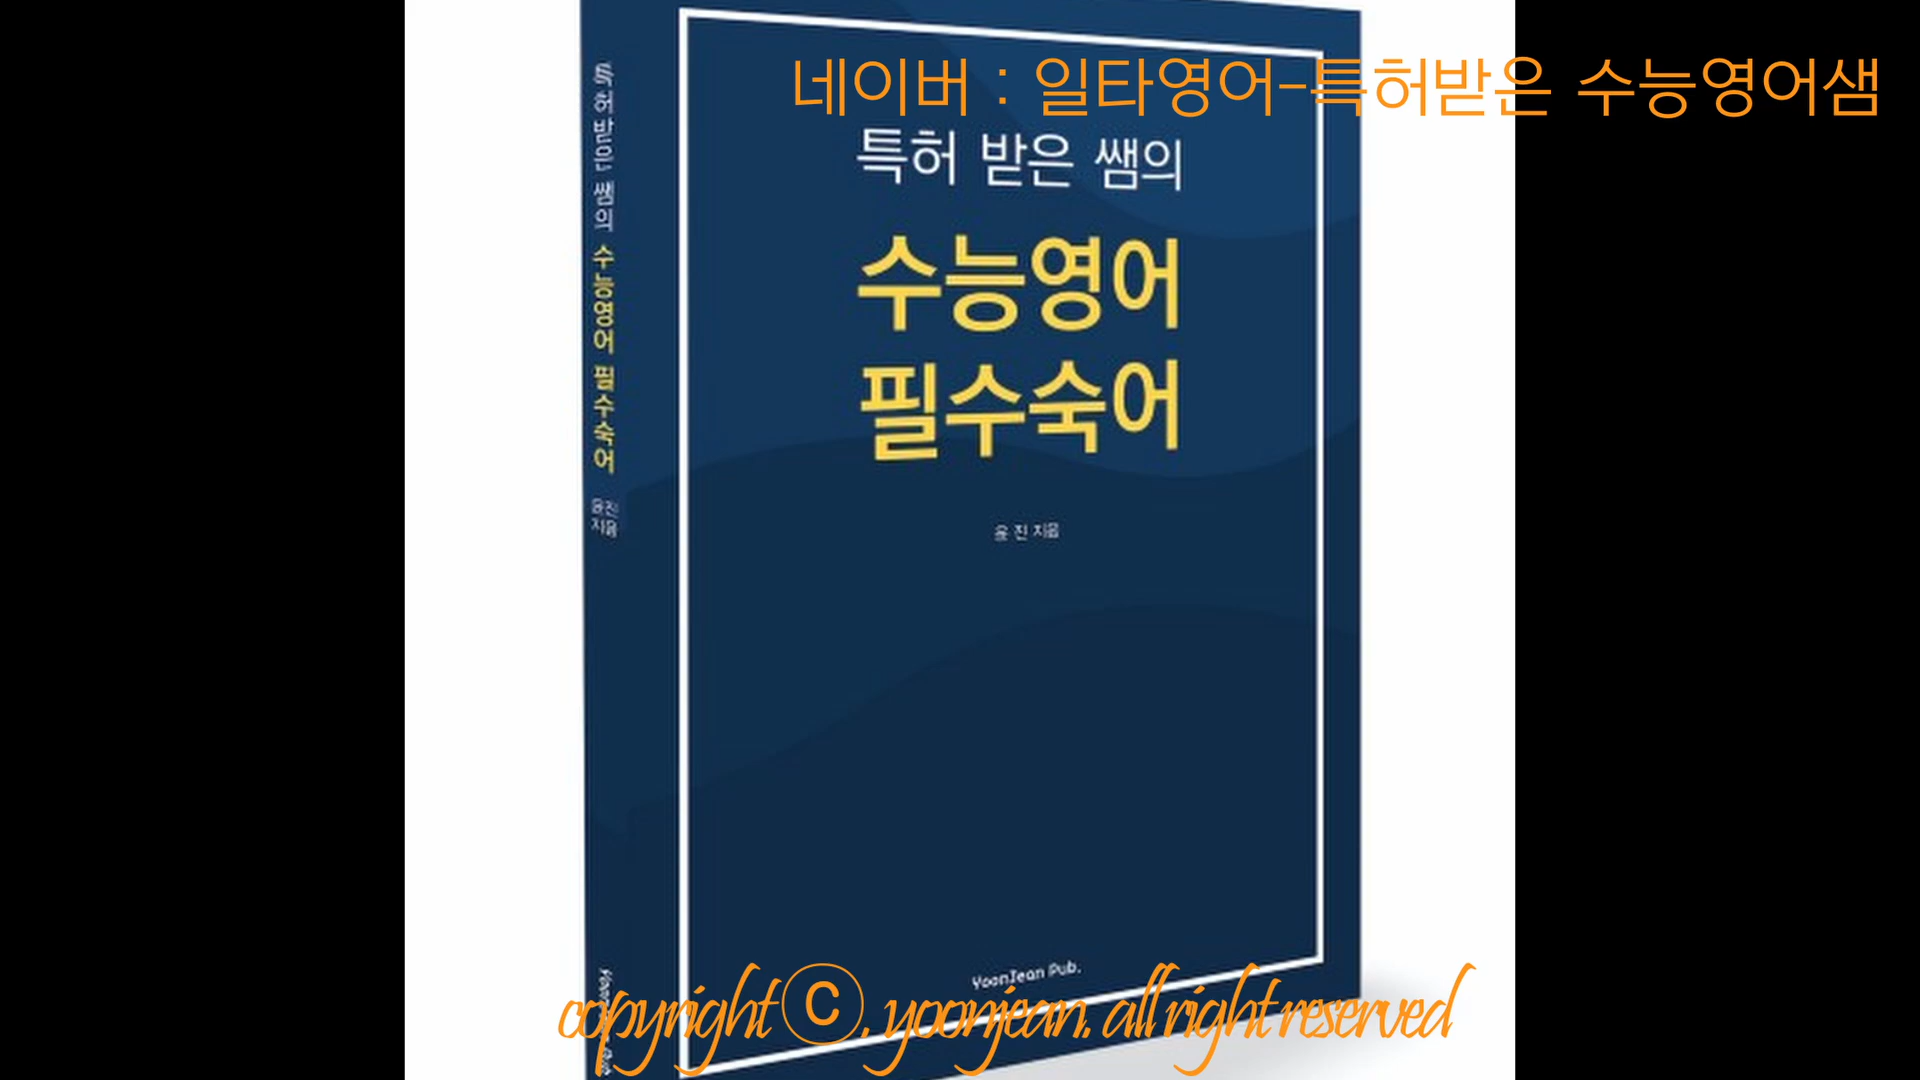 네이버 : 일타영어-특허받은 수능영어쌤
특허 받은 쌤의
수능영어
필수숙어
윤 진 지음
YoonJean Pub.
copyright ⓒ. yoonjean. all right reserved
특허받은 쌤의 수능영어 필수숙어
윤진
지음